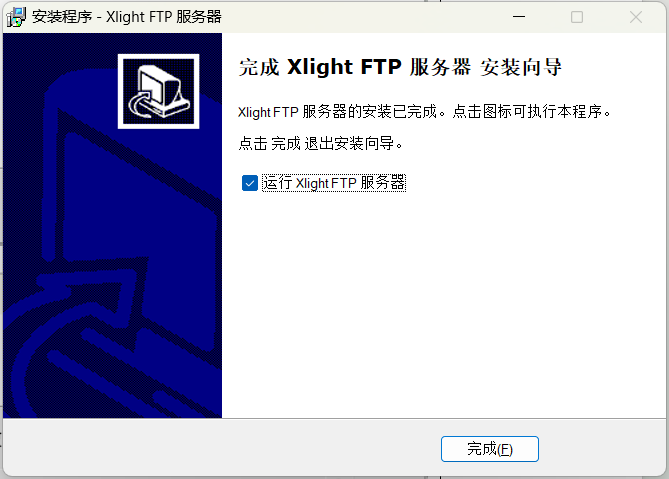 安装程序 - Xlight FTP 服务器
完成 Xlight FTP 服务器 安装向导
Xlight FTP 服务器的安装已完成。点击图标可执行本程序。
点击 完成 退出安装向导。
运行 Xlight FTP 服务器
完成(F)